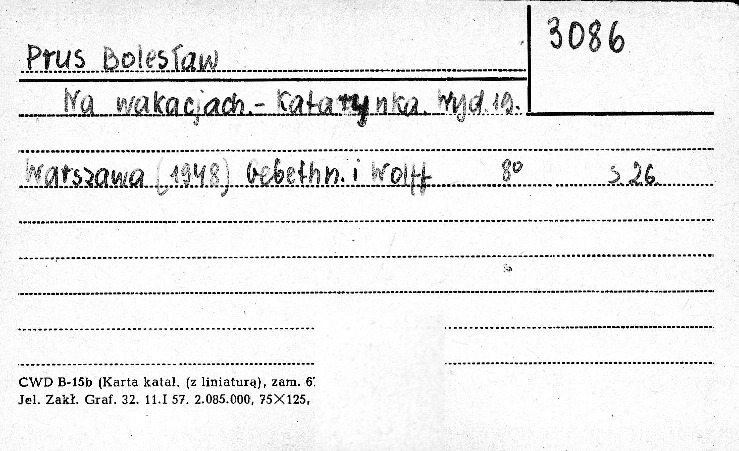 3086
Prus Bolesław
Na wakacjach.- Katarynka. Wyd.19.
Warszawa (1948) Gebethn. i Wolff 8° s 26
CWD B-15b (Karta katal. (z liniaturą), zam. 6
Jel. Zakł. Graf. 32. 11.I 57. 2.085.000, 75×125,